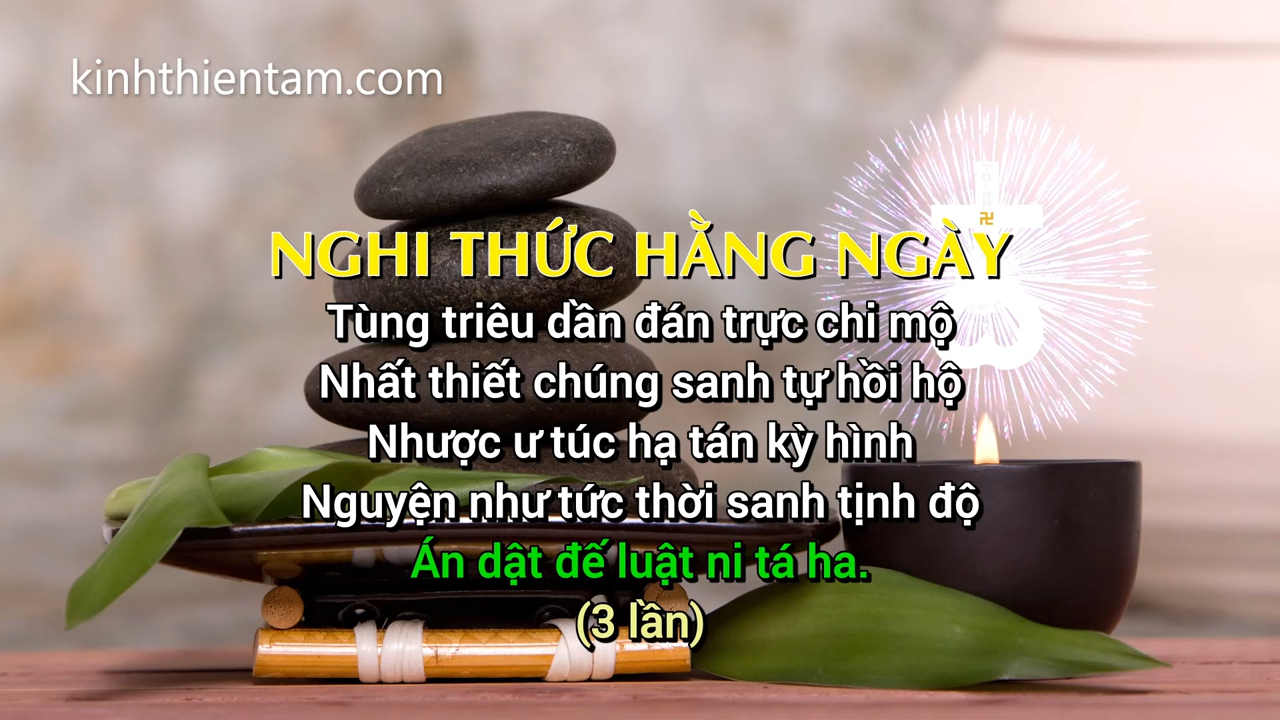 kinhthientam.com
NGHI THỨC HẰNG NGÀY
Tùng triêu dần đán trực chi mộ
Nhất thiết chúng sanh tự hồi hộ
Nhược ư túc hạ tán kỳ hình
Nguyện như tức thời sanh tịnh độ
Án dật đế luật ni tá ha.
(3 lần)